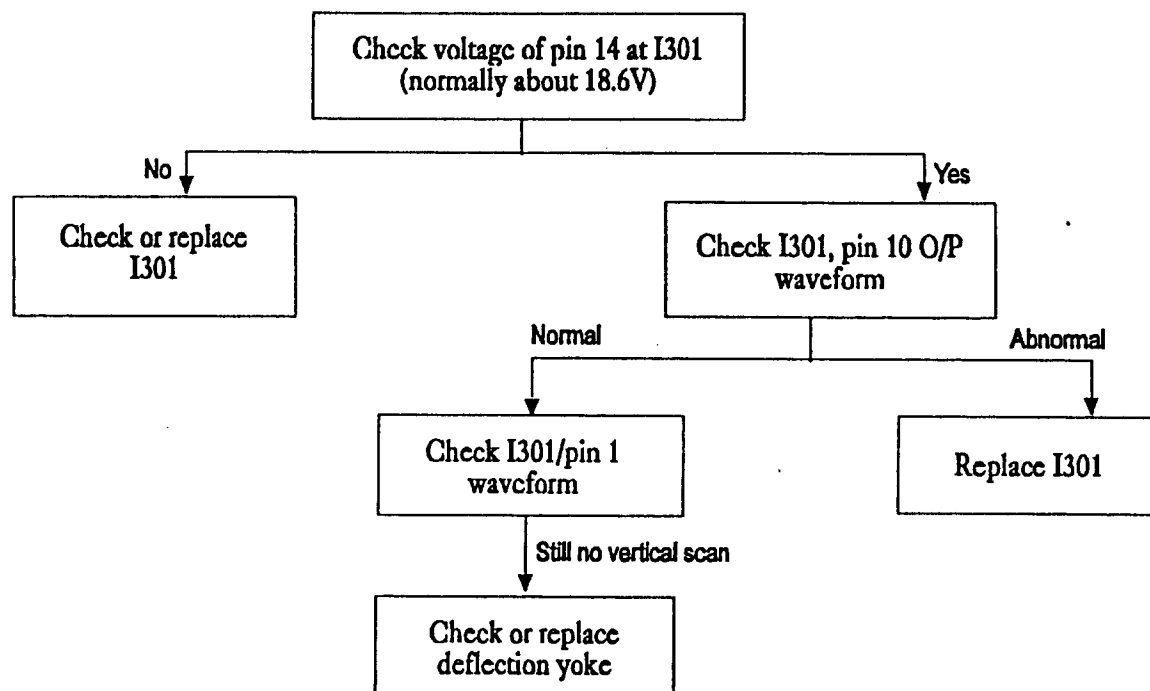 Check voltage of pin 14 at I301
(normally about 18.6V)
No
Yes
Check or replace
I301
Check I301, pin 10 O/P
waveform
Normal
Abnormal
Check I301/pin 1
waveform
Replace I301
Still no vertical scan
Check or replace
deflection yoke